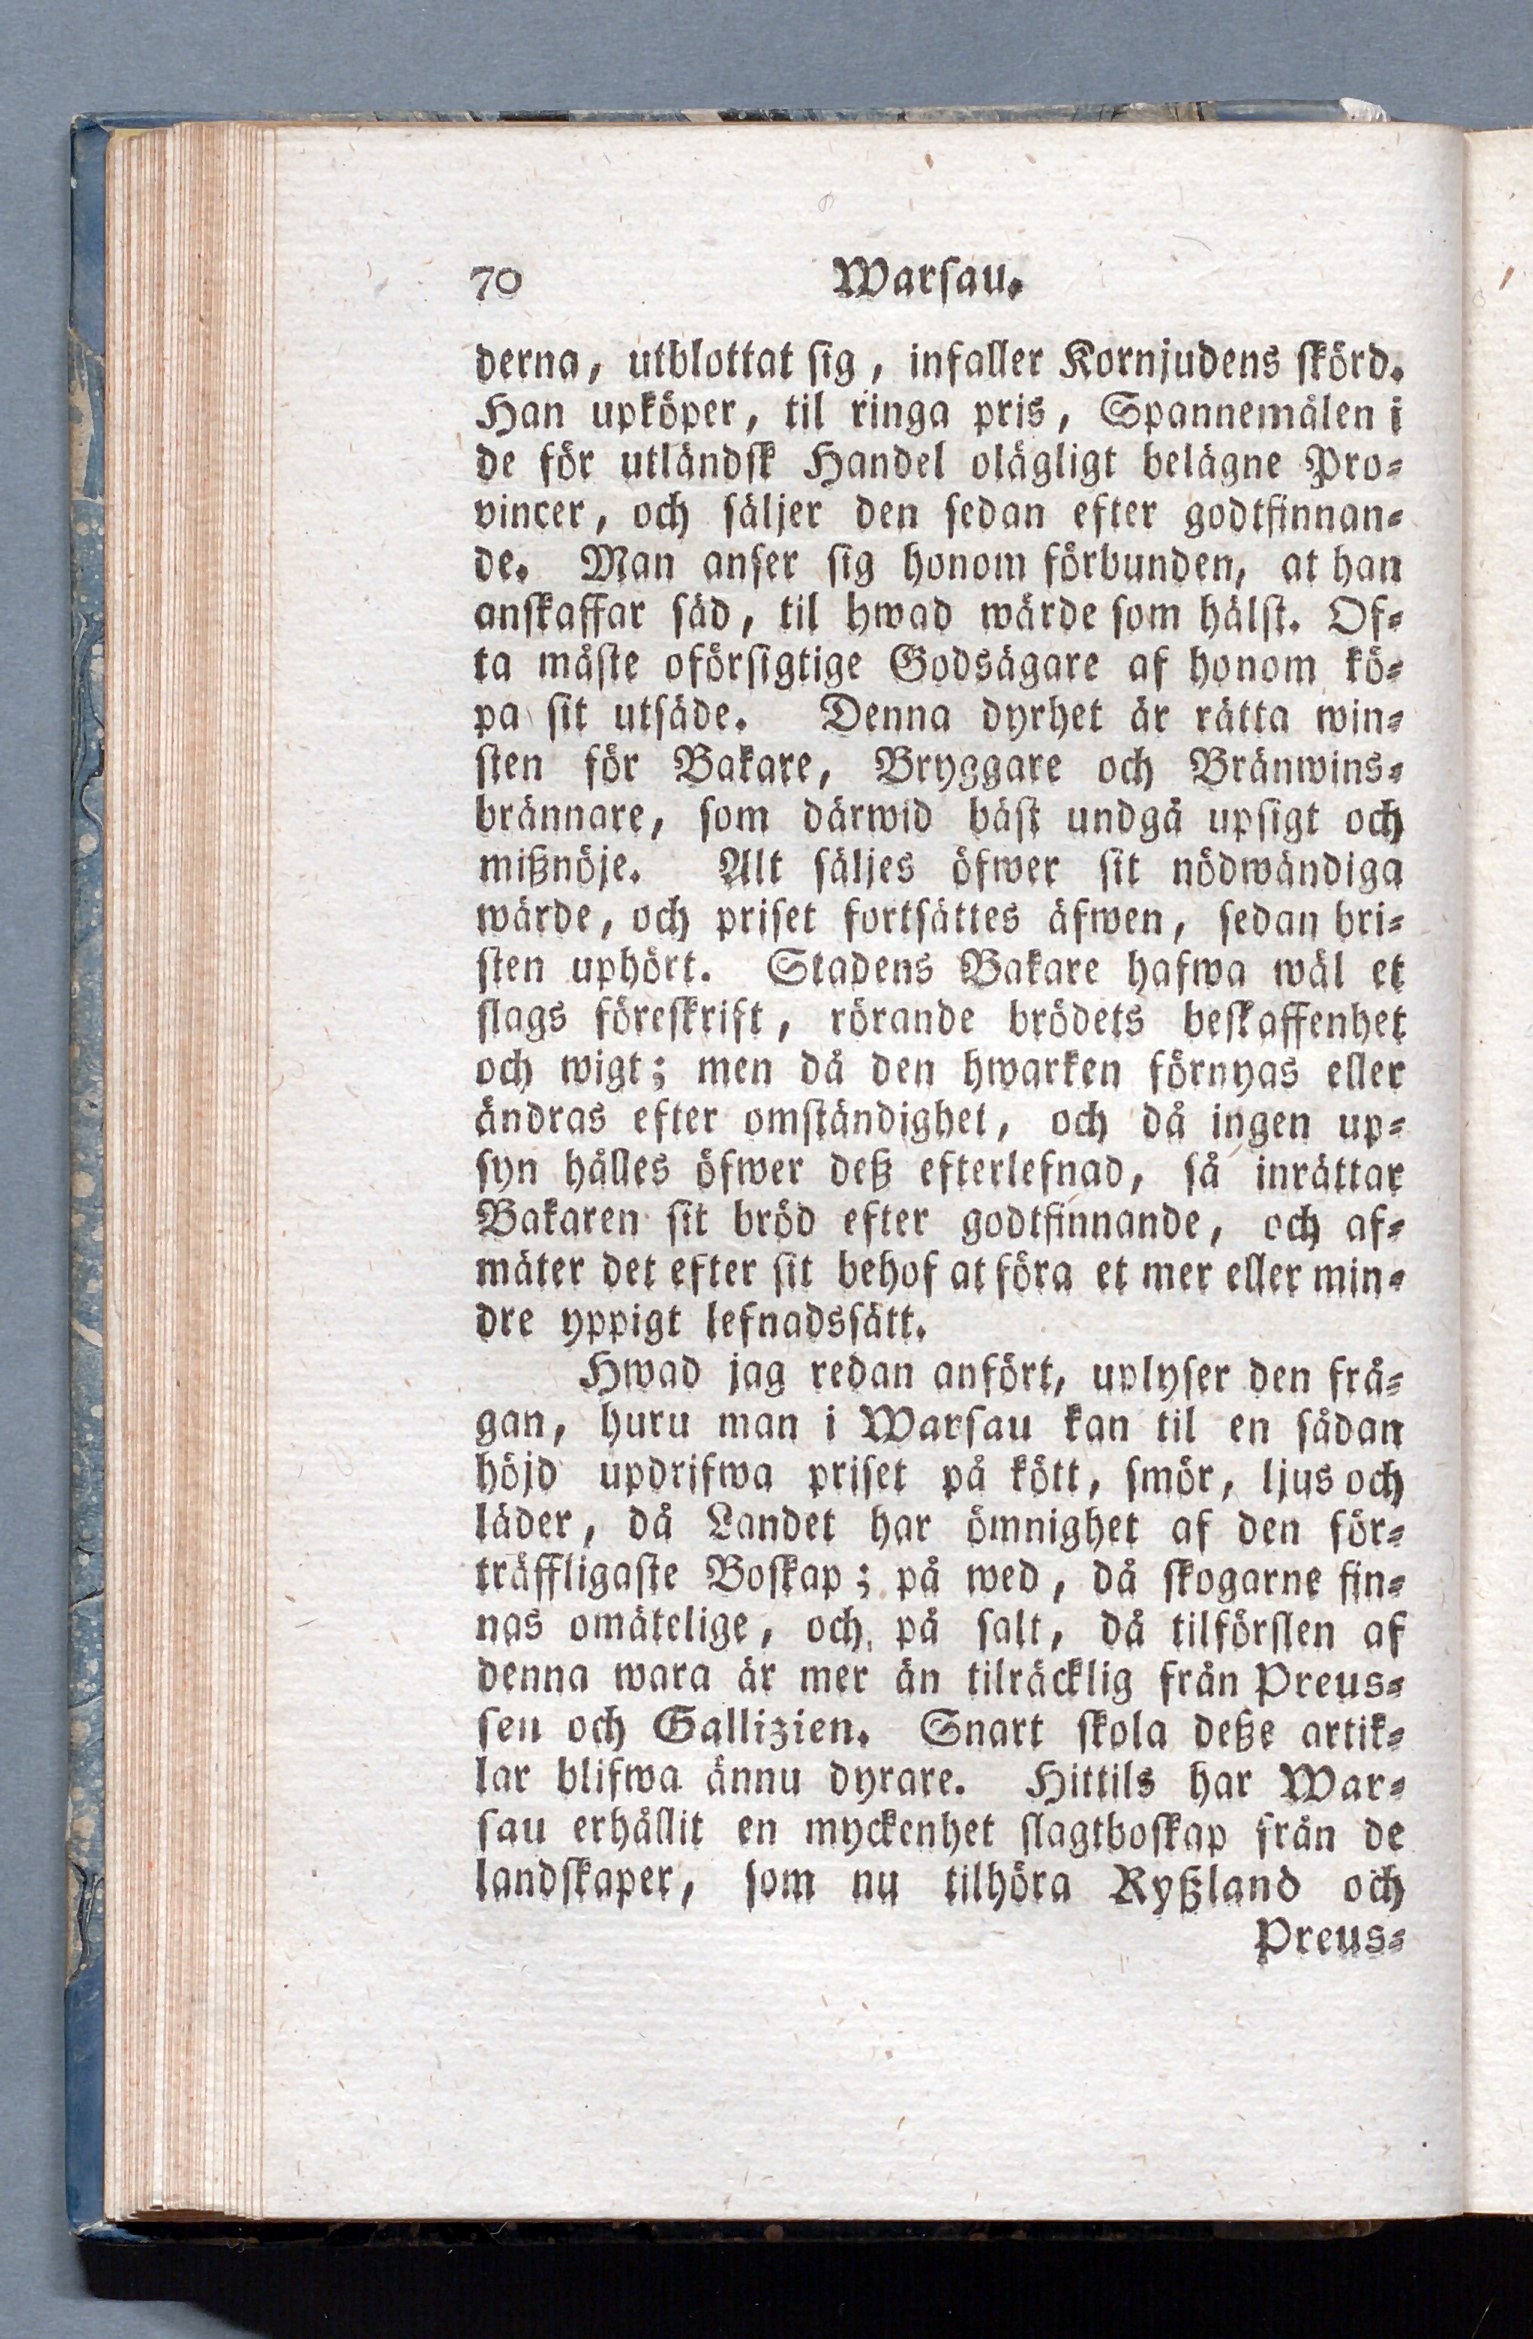 70 Warsau.
derna, utblottat sig, infaller Kornjudens skörd.
Han upköper, til ringa pris, Spannemålen i
de för utländsk Handel olägligt belägne Pro-
vincer, och säljer den sedan efter godtfinnan-
de. Man anser sig honom förbunden, at han
anskaffar säd, til hwad wärde som hälst. Of-
ta måste oförsigtige Godsägare af honom kö-
pa sit utsäde. Denna dyrhet är rätta win-
sten för Bakare, Bryggare och Bränwins-
brännare, som därwid bäst undgå upsigt och
mißnöje. Alt säljes öfwer sit nödwändiga
wärde, och priset fortsättes äfwen, sedan bri-
sten uphört. Stadens Bakare hafwa wäl et
slags föreskrift, rörande brödets beskaffenhet
och wigt; men då den hwarken förnyas eller
ändras efter omständighet, och då ingen up-
syn hålles öfwer deß efterlefnad, så inrättar
Bakaren sit bröd efter godtfinnande, och af-
mäter det efter sit behof at föra et mer eller min-
dre yppigt lefnadssätt.
Hwad jag redan anfört, uplyser den frå-
gan, huru man i Warsau kan til en sådan
höjd updrifwa priset på kött, smör, ljus och
läder, då Landet har ömnighet af den för-
träffligaste Boskap; på wed, då skogarne fin-
nas omätelige, och på salt, då tilförslen af
denna wara är mer än tilräcklig från Preus-
sen och Gallizien. Snart skola deße artik-
lar blifwa ännu dyrare. Hittils har War-
sau erhållit en myckenhet slagtboskap från de
landskaper, som nu tilhöra Ryßland och
Preus-